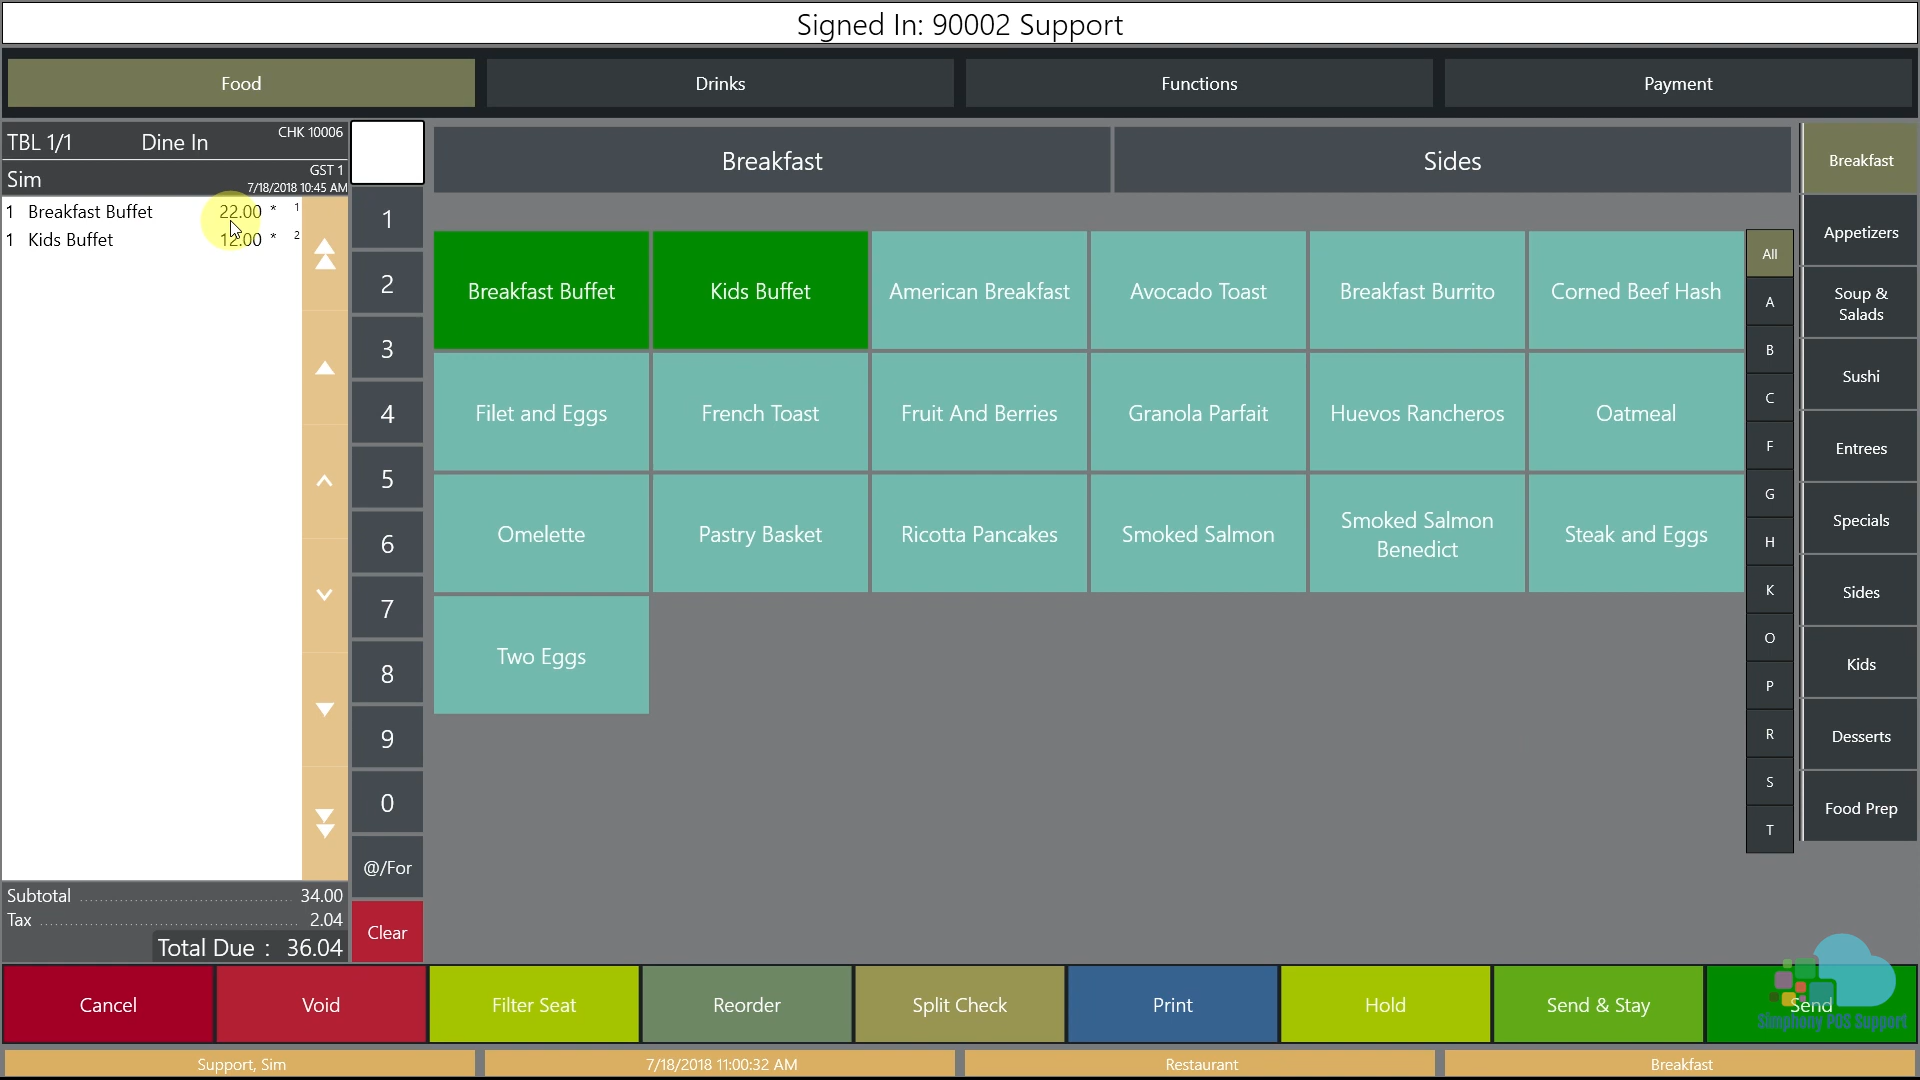 Signed In: 90002 Support
Food
Drinks
Functions
Payment
TBL 1/1 Dine In CHK 10006
GST 1
Sim
7/18/2018 10:45 AM
1 Breakfast Buffet 22.00 * 1
1 Kids Buffet 12.00 * 2
Subtotal 34.00
Tax 2.04
Total Due : 36.04
1
2
3
4
5
6
7
8
9
0
@/For
Clear
Breakfast
Sides
Breakfast Buffet
Kids Buffet
American Breakfast
Avocado Toast
Breakfast Burrito
Corned Beef Hash
Filet and Eggs
French Toast
Fruit And Berries
Granola Parfait
Huevos Rancheros
Oatmeal
Omelette
Pastry Basket
Ricotta Pancakes
Smoked Salmon
Smoked Salmon
Benedict
Steak and Eggs
Two Eggs
All
A
B
C
F
G
H
K
O
P
R
S
T
Breakfast
Appetizers
Soup &
Salads
Sushi
Entrees
Specials
Sides
Kids
Desserts
Food Prep
Cancel
Void
Filter Seat
Reorder
Split Check
Print
Hold
Send & Stay
Send
Simphony POS Support
Support, Sim
7/18/2018 11:00:32 AM
Restaurant
Breakfast